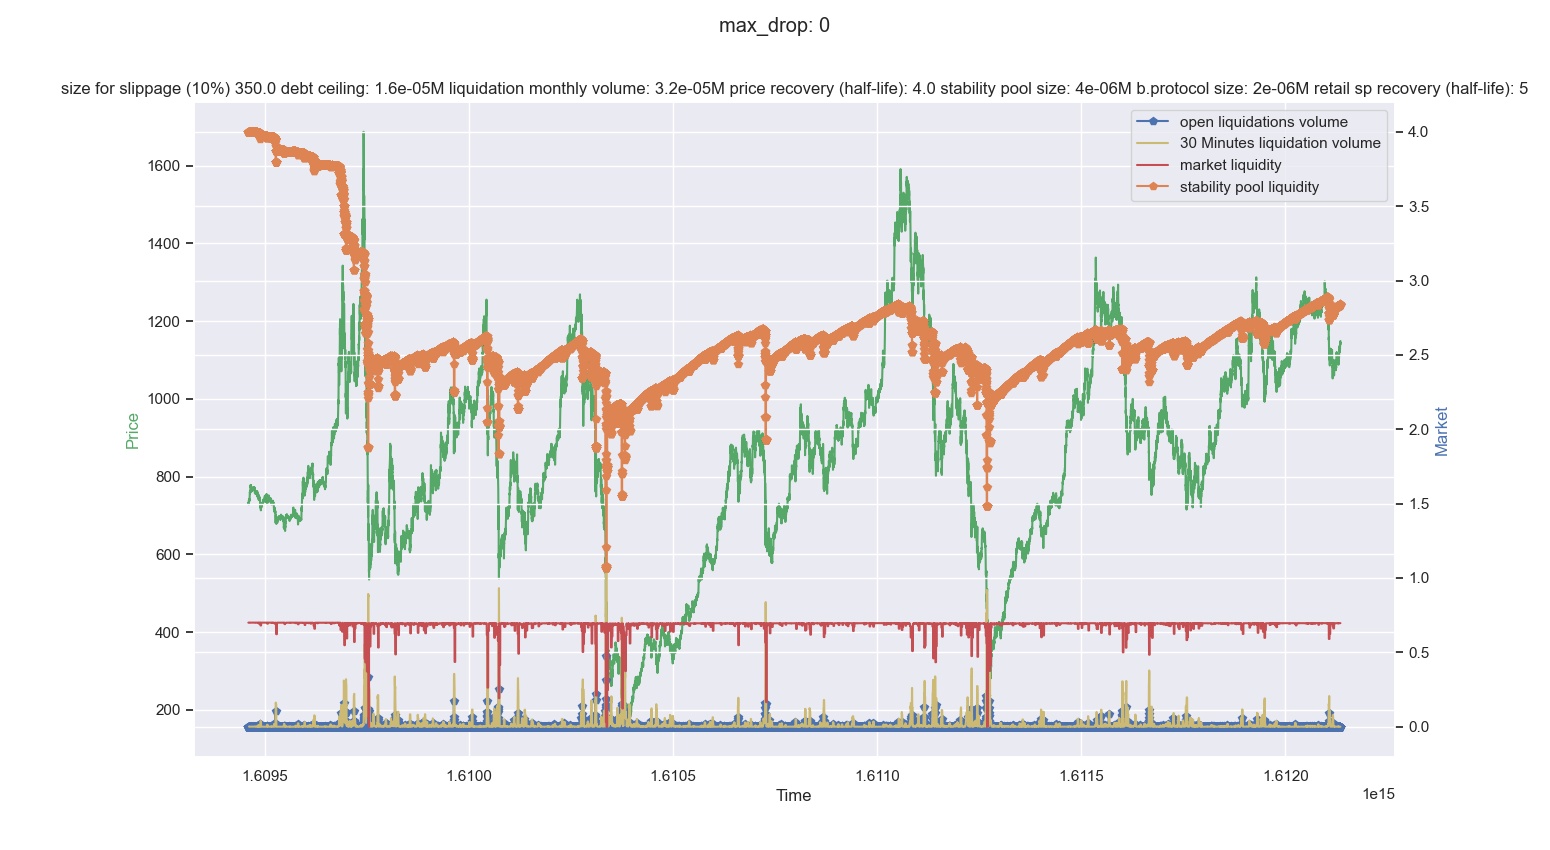 max_drop: 0
size for slippage (10%) 350.0 debt ceiling: 1.6e-05M liquidation monthly volume: 3.2e-05M price recovery (half-life): 4.0 stability pool size: 4e-06M b.protocol size: 2e-06M retail sp recovery (half-life): 5
open liquidations volume
30 Minutes liquidation volume
market liquidity
stability pool liquidity
Price
1600
1400
1200
1000
800
600
400
200
4.0
3.5
3.0
2.5
2.0
1.5
1.0
0.5
0.0
Market
1.6095 1.6100 1.6105 1.6110 1.6115 1.6120
Time
1e15